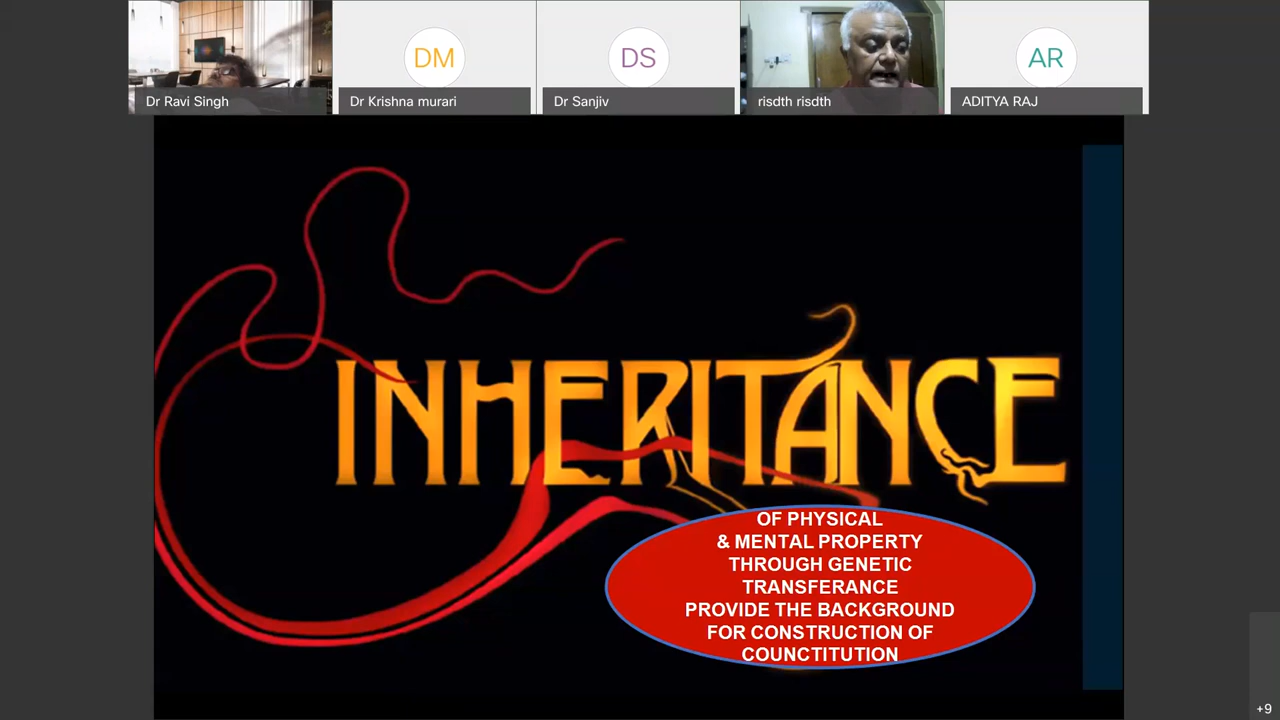 DM
DS
AR
Dr Ravi Singh
Dr Krishna murari
Dr Sanjiv
risdth risdth
ADITYA RAJ
INHERITANCE
OF PHYSICAL
& MENTAL PROPERTY
THROUGH GENETIC
TRANSFERANCE
PROVIDE THE BACKGROUND
FOR CONSTRUCTION OF
COUNCTITUTION
+9